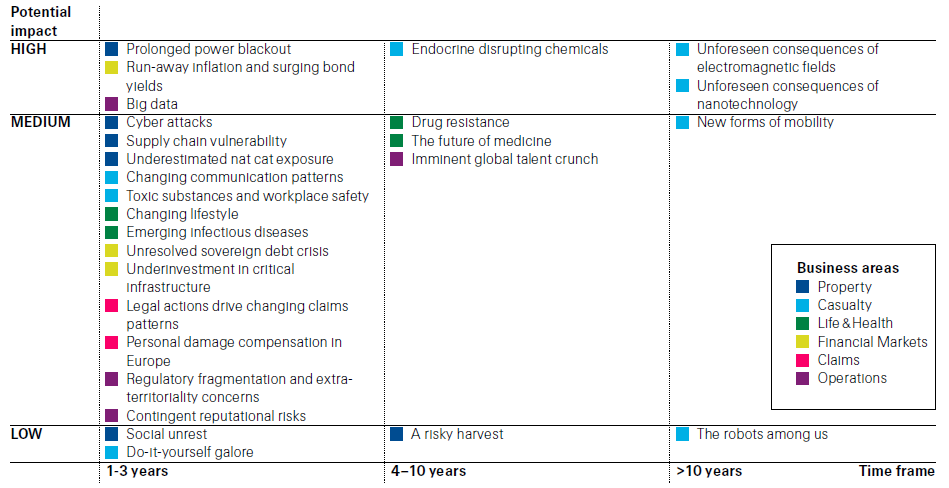 Potential
impact
HIGH
Prolonged power blackout
Run-away inflation and surging bond
yields
Big data
Endocrine disrupting chemicals
Unforeseen consequences of
electromagnetic fields
Unforeseen consequences of
nanotechnology
MEDIUM
Cyber attacks
Supply chain vulnerability
Underestimated nat cat exposure
Changing communication patterns
Toxic substances and workplace safety
Changing lifestyle
Emerging infectious diseases
Unresolved sovereign debt crisis
Underinvestment in critical
infrastructure
Legal actions drive changing claims
patterns
Personal damage compensation in
Europe
Regulatory fragmentation and extra-
territoriality concerns
Contingent reputational risks
Drug resistance
The future of medicine
Imminent global talent crunch
New forms of mobility
Business areas
Property
Casualty
Life & Health
Financial Markets
Claims
Operations
LOW
Social unrest
Do-it-yourself galore
A risky harvest
The robots among us
1-3 years
4–10 years
>10 years
Time frame